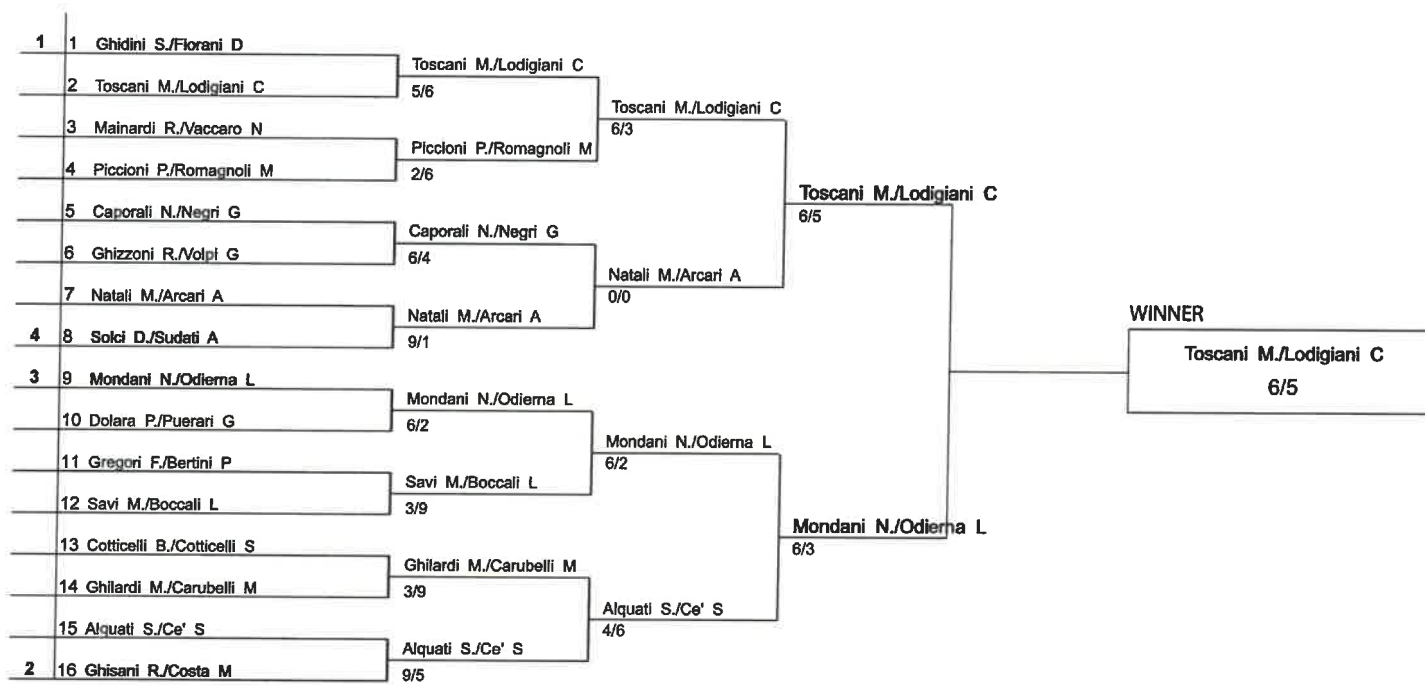 1 1 Ghidini S./Fiorani D
2 Toscani M./Lodigiani C
3 Mainardi R./Vaccaro N
4 Piccioni P./Romagnoli M
5 Caporali N./Negri G
6 Ghizzoni R./Volpi G
7 Natali M./Arcari A
4 8 Solci D./Sudati A
3 9 Mondani N./Odierna L
10 Dolara P./Puerari G
11 Gregori F./Bertini P
12 Savi M./Boccali L
13 Cotticelli B./Cotticelli S
14 Ghilardi M./Carubelli M
15 Alquati S./Ce' S
2 16 Ghisani R./Costa M
Toscani M./Lodigiani C
5/6
Piccioni P./Romagnoli M
2/6
Caporali N./Negri G
6/4
Natali M./Arcari A
9/1
Mondani N./Odierna L
6/2
Savi M./Boccali L
3/9
Ghilardi M./Carubelli M
3/9
Alquati S./Ce' S
9/5
Toscani M./Lodigiani C
6/3
Natali M./Arcari A
0/0
Mondani N./Odierna L
6/2
Alquati S./Ce' S
4/6
Toscani M./Lodigiani C
6/5
Mondani N./Odierna L
6/3
WINNER
Toscani M./Lodigiani C
6/5